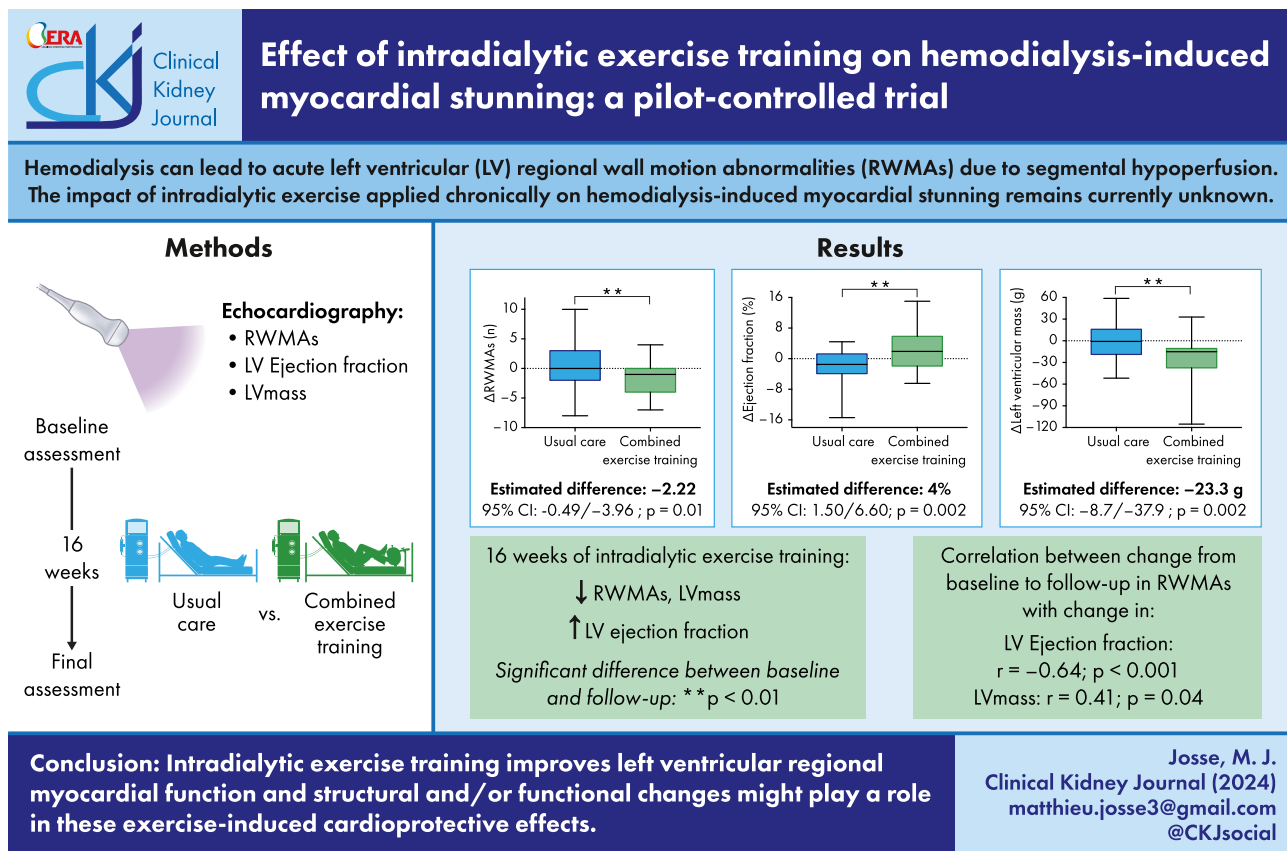 ERA
CKJ
Clinical
Kidney
Journal
Effect of intradialytic exercise training on hemodialysis-induced
myocardial stunning: a pilot-controlled trial
Hemodialysis can lead to acute left ventricular (LV) regional wall motion abnormalities (RWMAs) due to segmental hypoperfusion.
The impact of intradialytic exercise applied chronically on hemodialysis-induced myocardial stunning remains currently unknown.
Methods
Echocardiography:
• RWMAs
• LV Ejection fraction
• LVmass
Baseline
assessment
16
weeks
Final
assessment
Usual
care
vs.
Combined
exercise
training
Results
ΔRWMAs (n)
10
5
0
−5
−10
**
Usual care
Combined
exercise training
Estimated difference: −2.22
95% CI: -0.49/−3.96 ; p = 0.01
ΔEjection fraction (%)
16
8
0
−8
−16
**
Usual care
Combined
exercise training
Estimated difference: 4%
95% CI: 1.50/6.60; p = 0.002
ΔLeft ventricular mass (g)
60
30
0
−30
−60
−90
−120
**
Usual care
Combined
exercise training
Estimated difference: −23.3 g
95% CI: −8.7/−37.9 ; p = 0.002
16 weeks of intradialytic exercise training:
↓ RWMAs, LVmass
↑ LV ejection fraction
Significant difference between baseline
and follow-up: **p < 0.01
Correlation between change from
baseline to follow-up in RWMAs
with change in:
LV Ejection fraction:
r = −0.64; p < 0.001
LVmass: r = 0.41; p = 0.04
Conclusion: Intradialytic exercise training improves left ventricular regional
myocardial function and structural and/or functional changes might play a role
in these exercise-induced cardioprotective effects.
Josse, M. J.
Clinical Kidney Journal (2024)
matthieu.josse3@gmail.com
@CKJsocial